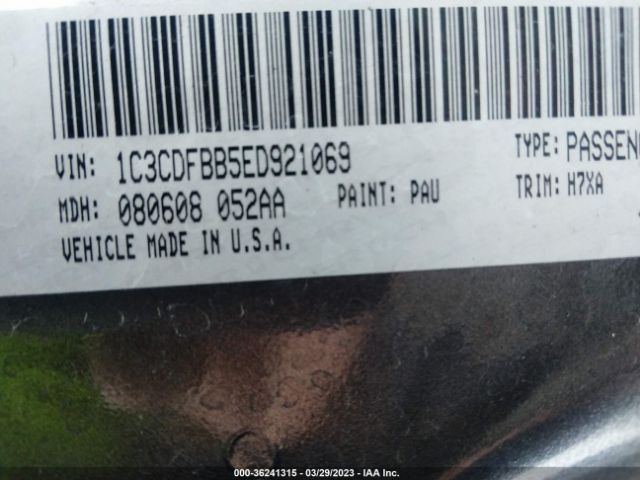 VIN: 1C3CDFBB5ED921069 TYPE: PASSEN
MDH: 080608 052AA PAINT: PAU TRIM: H7XA
VEHICLE MADE IN U.S.A.
000-36241315 - 03/29/2023 - IAA Inc.